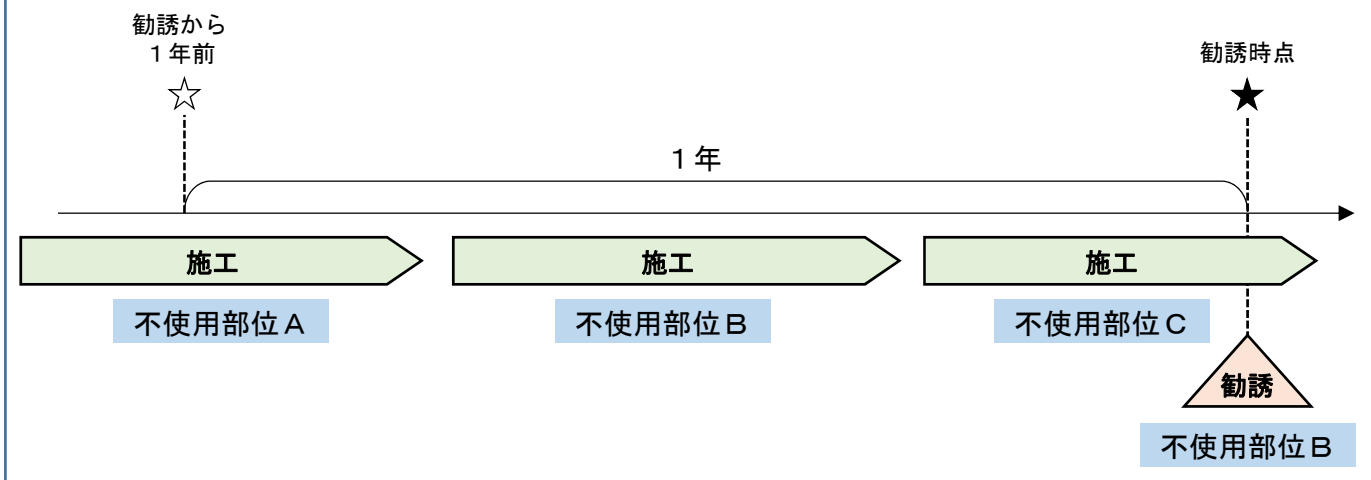 勧誘から
１年前
勧誘時点
１年
施工
施工
施工
不使用部位Ａ
不使用部位Ｂ
不使用部位Ｃ
勧誘
不使用部位Ｂ